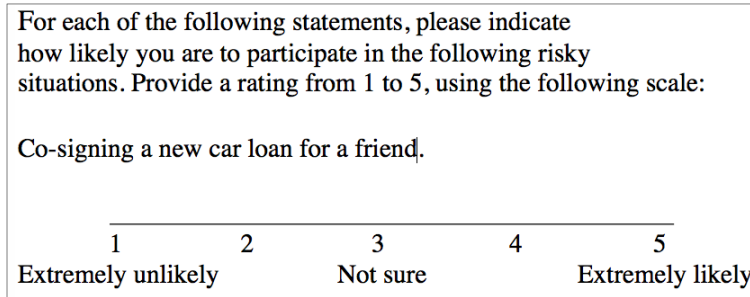 For each of the following statements, please indicate
how likely you are to participate in the following risky
situations. Provide a rating from 1 to 5, using the following scale:
Co-signing a new car loan for a friend.
1 2 3 4 5
Extremely unlikely Not sure Extremely likely